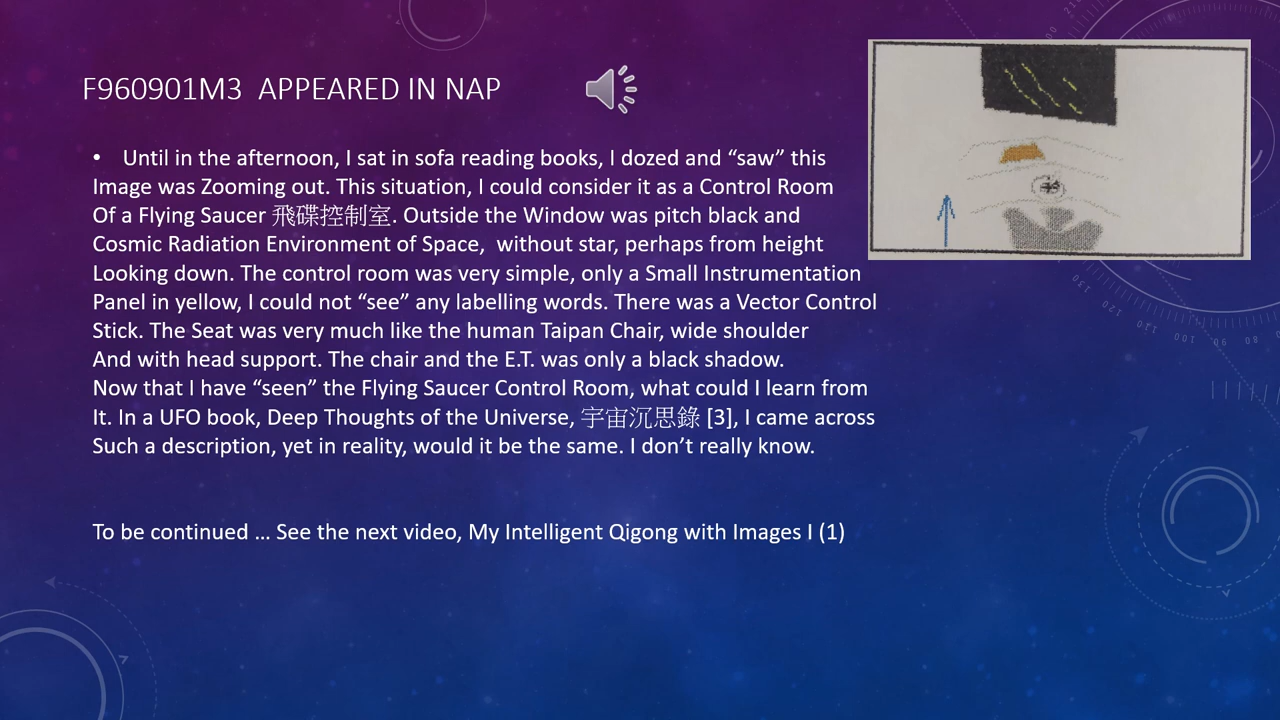 F960901M3 APPEARED IN NAP
• Until in the afternoon, I sat in sofa reading books, I dozed and “saw” this
Image was Zooming out. This situation, I could consider it as a Control Room
Of a Flying Saucer 飛碟控制室. Outside the Window was pitch black and
Cosmic Radiation Environment of Space, without star, perhaps from height
Looking down. The control room was very simple, only a Small Instrumentation
Panel in yellow, I could not “see” any labelling words. There was a Vector Control
Stick. The Seat was very much like the human Taipan Chair, wide shoulder
And with head support. The chair and the E.T. was only a black shadow.
Now that I have “seen” the Flying Saucer Control Room, what could I learn from
It. In a UFO book, Deep Thoughts of the Universe, 宇宙沉思錄 [3], I came across
Such a description, yet in reality, would it be the same. I don’t really know.
To be continued … See the next video, My Intelligent Qigong with Images I (1)